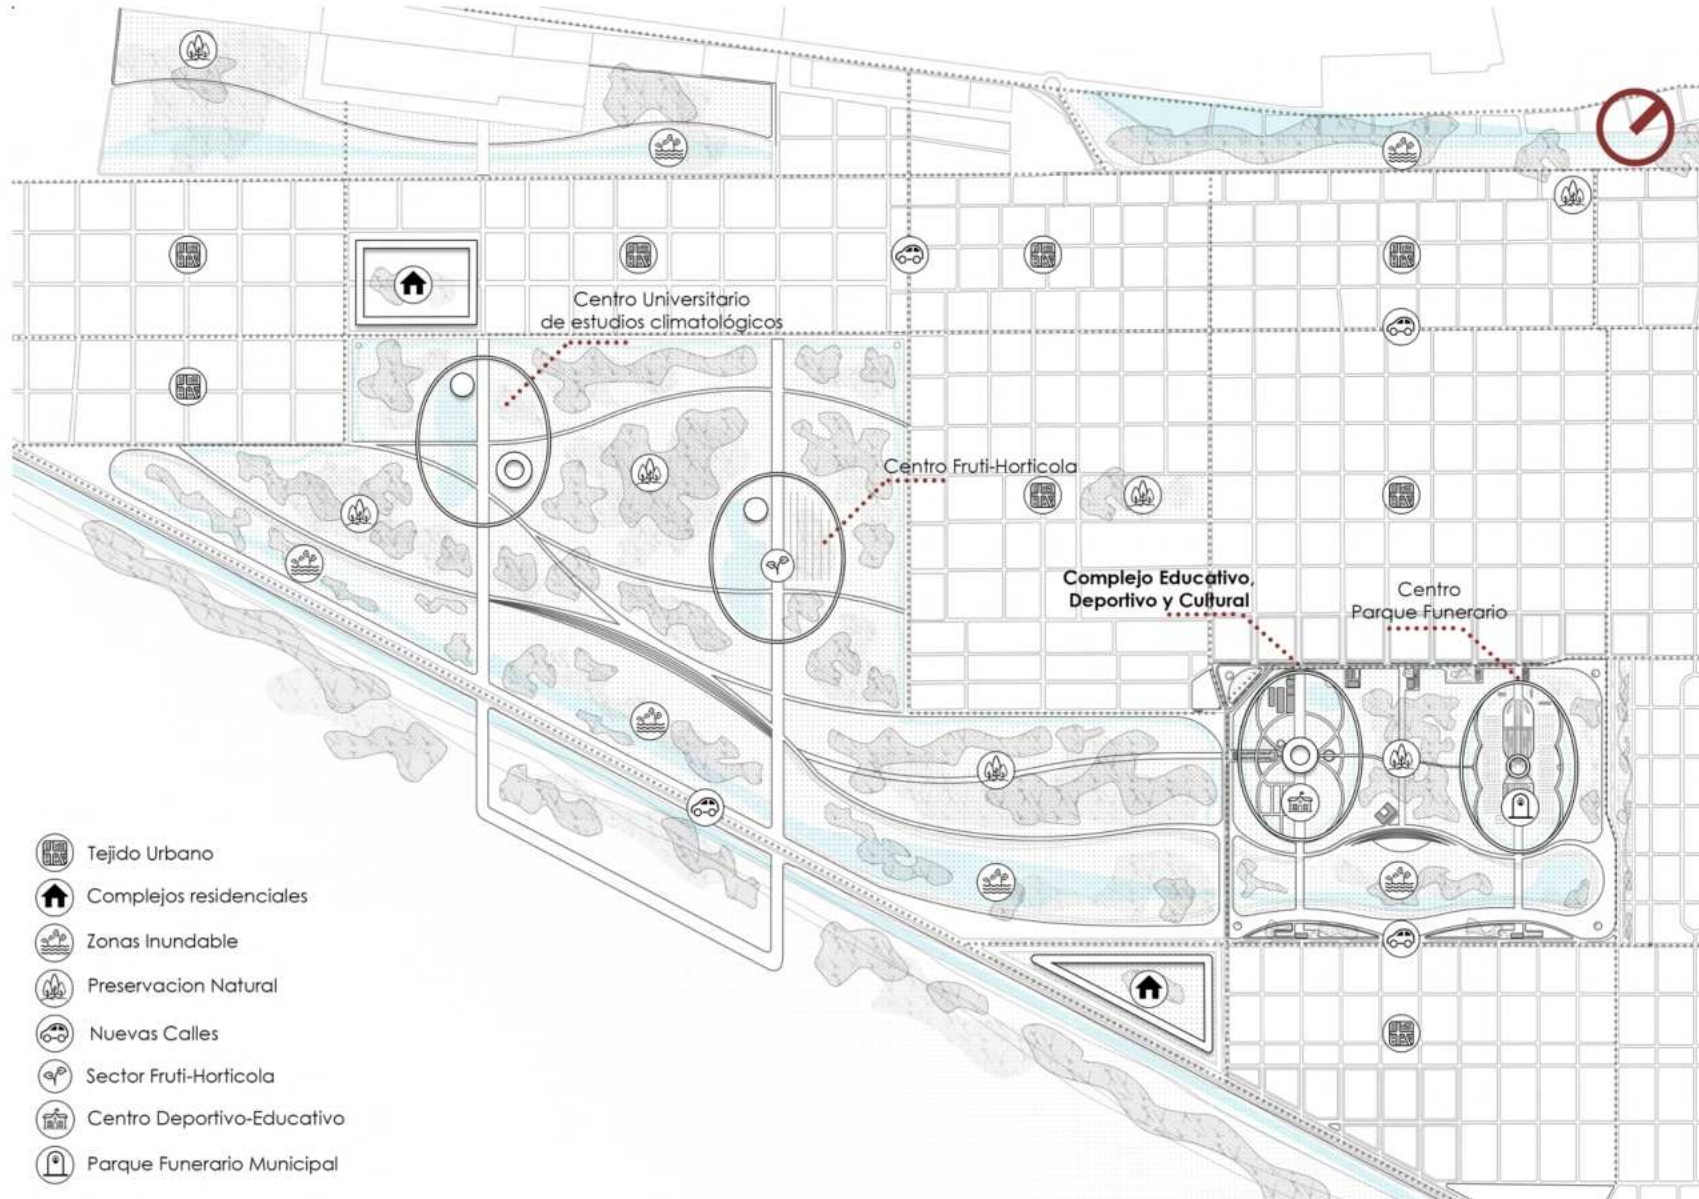 Centro Universitario
de estudios climatológicos
Centro Fruti-Horticola
Complejo Educativo,
Deportivo y Cultural
Centro
Parque Funerario
Tejido Urbano
Complejos residenciales
Zonas Inundable
Preservacion Natural
Nuevas Calles
Sector Fruti-Horticola
Centro Deportivo-Educativo
Parque Funerario Municipal